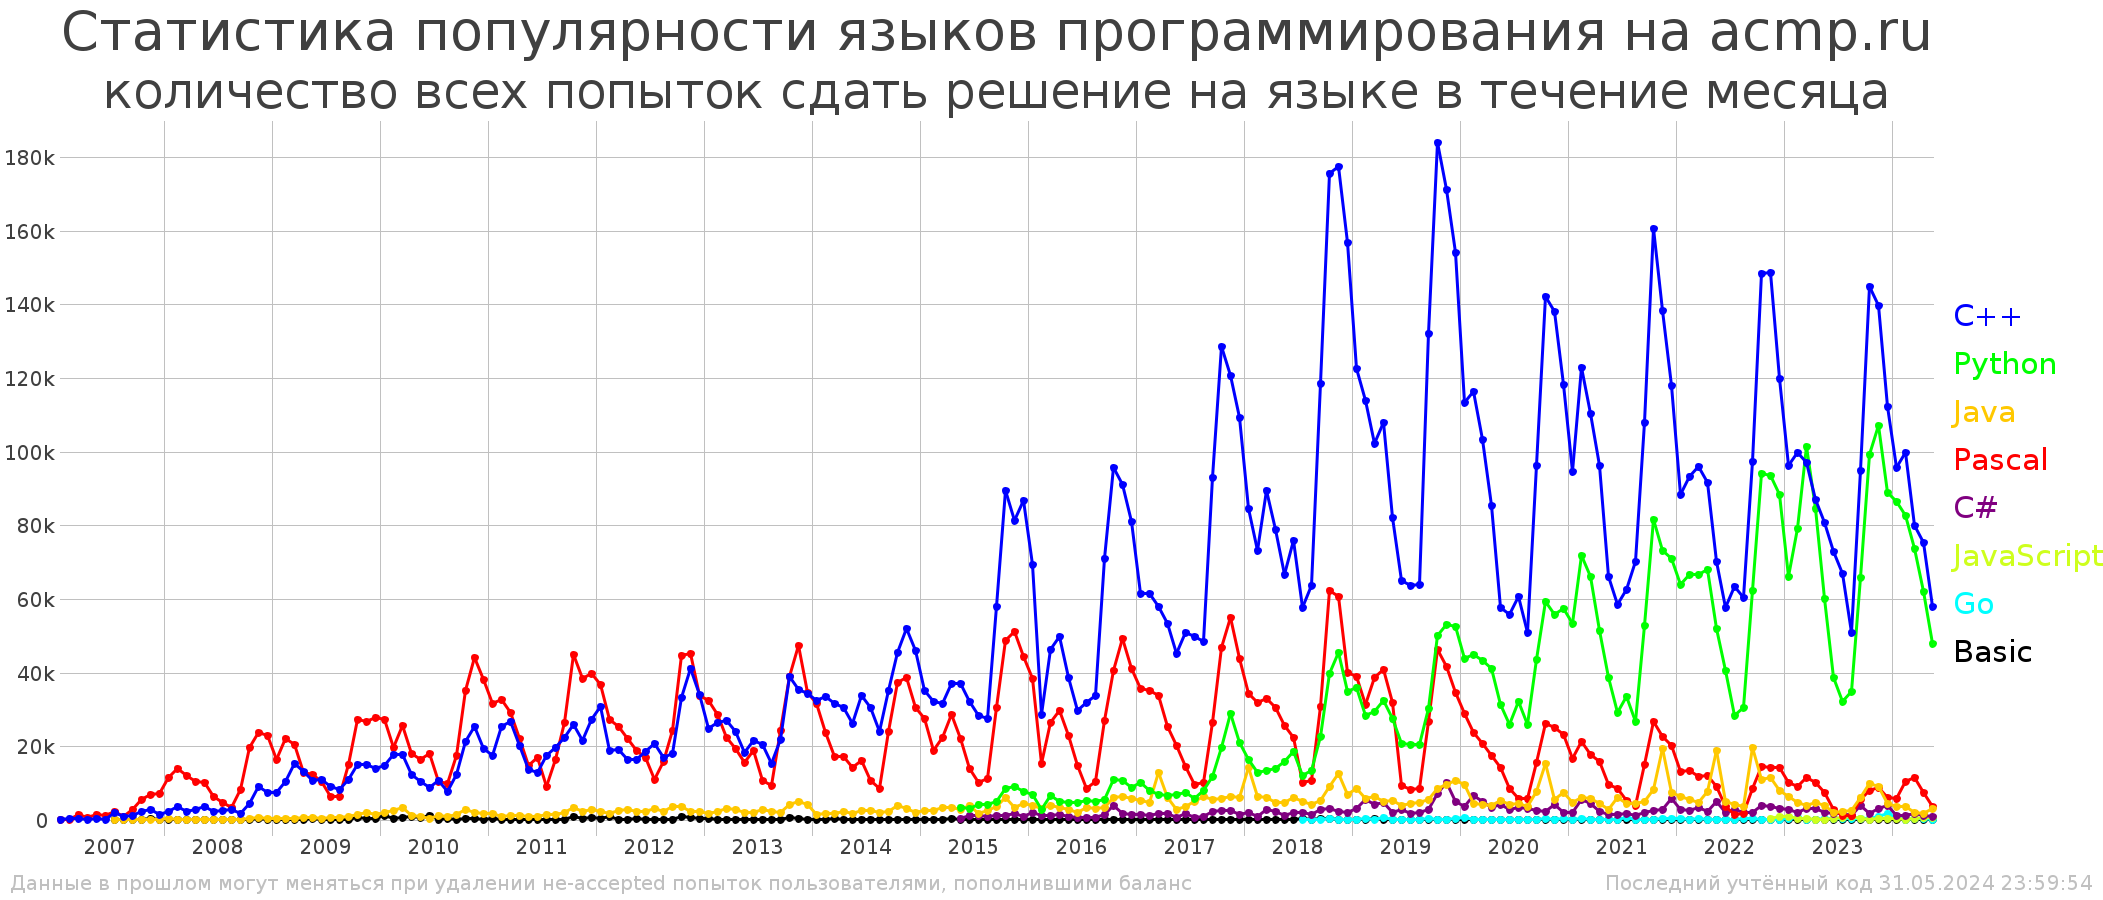 Статистика популярности языков программирования на acmp.ru
количество всех попыток сдать решение на языке в течение месяца
180k
160k
140k
120k
100k
80k
60k
40k
20k
0
2007 2008 2009 2010 2011 2012 2013 2014 2015 2016 2017 2018 2019 2020 2021 2022 2023
C++
Python
Java
Pascal
C#
JavaScript
Go
Basic
Данные в прошлом могут меняться при удалении не-accepted попыток пользователями, пополнившими баланс
Последний учтённый код 31.05.2024 23:59:54